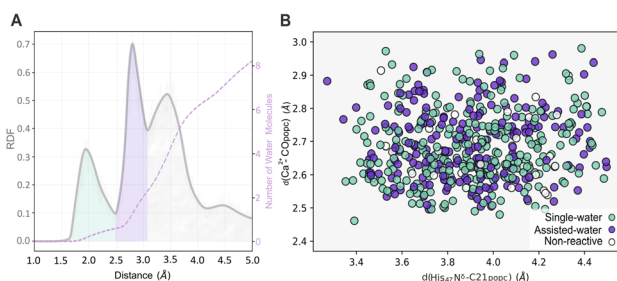 A
B
RDF
0.7
0.6
0.5
0.4
0.3
0.2
0.1
0.0
1.0 1.5 2.0 2.5 3.0 3.5 4.0 4.5 5.0
Distance (Å)
8
6
4
2
0
Number of Water Molecules
3.0
2.9
2.8
2.7
2.6
2.5
2.4
d(Ca²⁺-COpopc) (Å)
Single-water
Assisted-water
Non-reactive
3.4 3.6 3.8 4.0 4.2 4.4
d(His₄₇Nᵟ-C21popc) (Å)